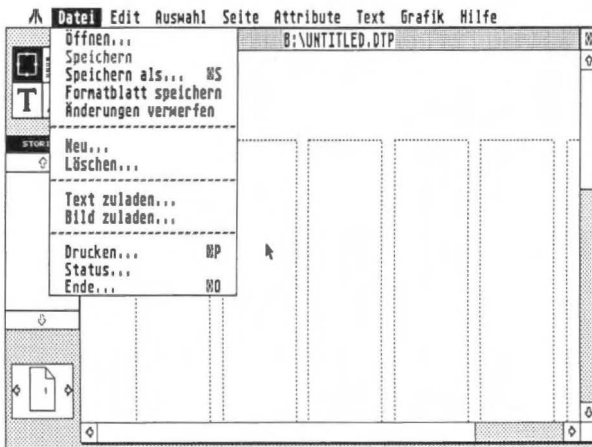 Datei Edit Auswahl Seite Attribute Text Grafik Hilfe
B:\UNTITLED.DTP
Öffnen...
Speichern
Speichern als... ⌘S
Formatblatt speichern
Änderungen verwerfen
Neu...
Löschen...
Text zuladen...
Bild zuladen...
Drucken... ⌘P
Status...
Ende... ⌘O
T
STORI
1